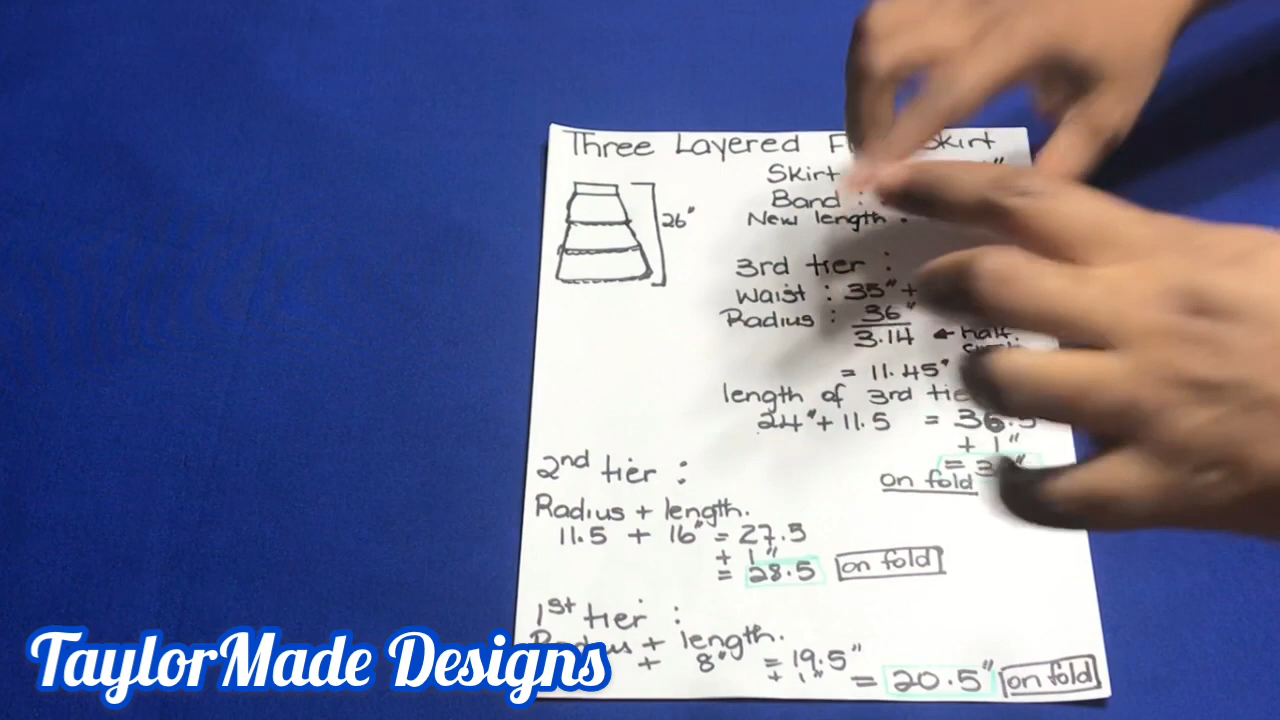 Three Layered Skirt
Skirt
Band :
New length :
26"
3rd tier :
Waist : 35" +
Radius : 36"
3.14 ← half
= 11.45"
length of 3rd
24" + 11.5 = 36.5
+ 1"
=
on fold
2nd tier :
Radius + length.
11.5 + 16" = 27.5
+ 1"
= 28.5 on fold
1st tier :
Radius + length.
+ 8" = 19.5"
+ 1" = 20.5" on fold
TaylorMade Designs